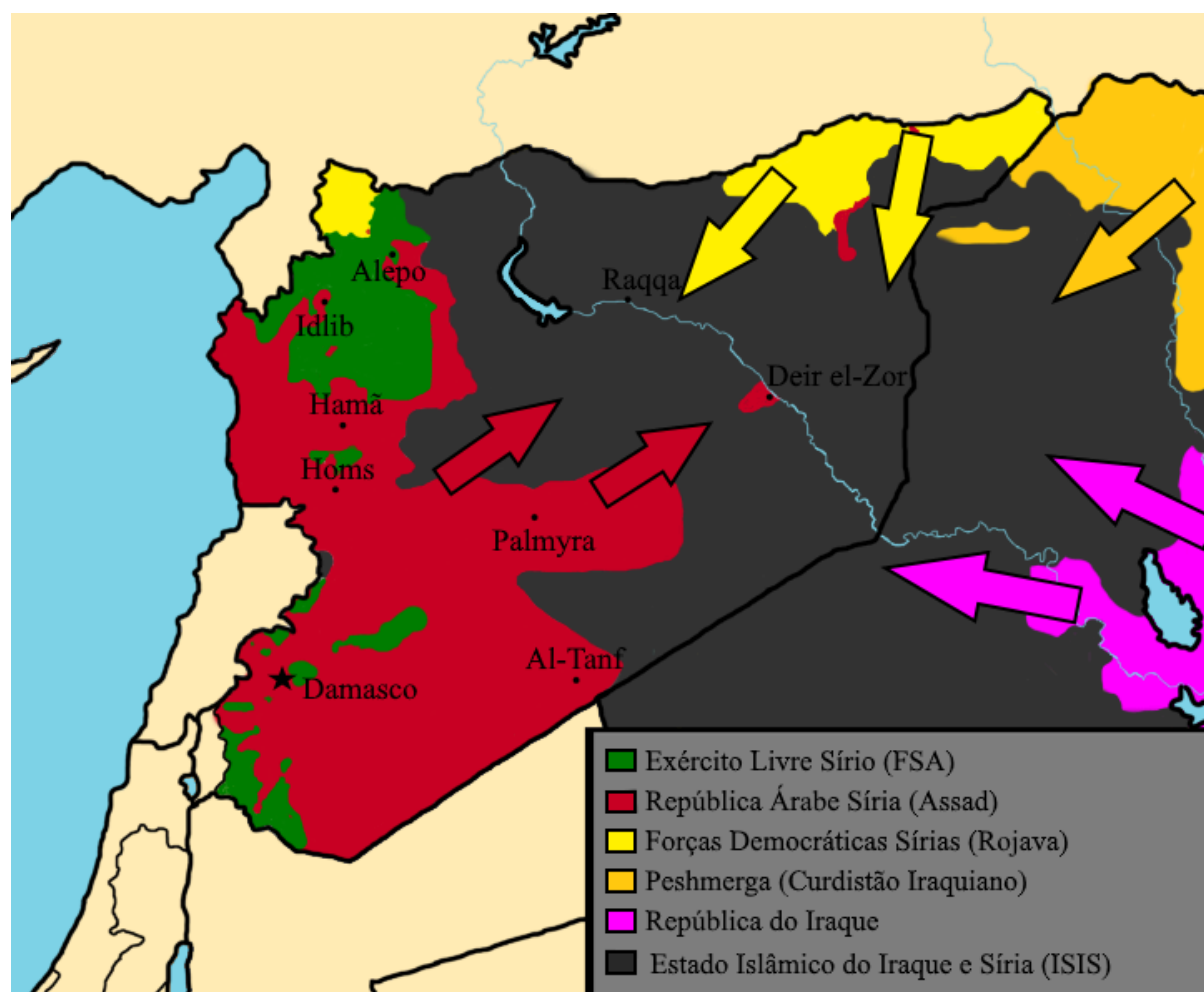 Alepo
Raqqa
Idlib
Deir el-Zor
Hamã
Homs
Palmyra
Al-Tanf
Damasco
Exército Livre Sírio (FSA)
República Árabe Síria (Assad)
Forças Democráticas Sírias (Rojava)
Peshmerga (Curdistão Iraquiano)
República do Iraque
Estado Islâmico do Iraque e Síria (ISIS)